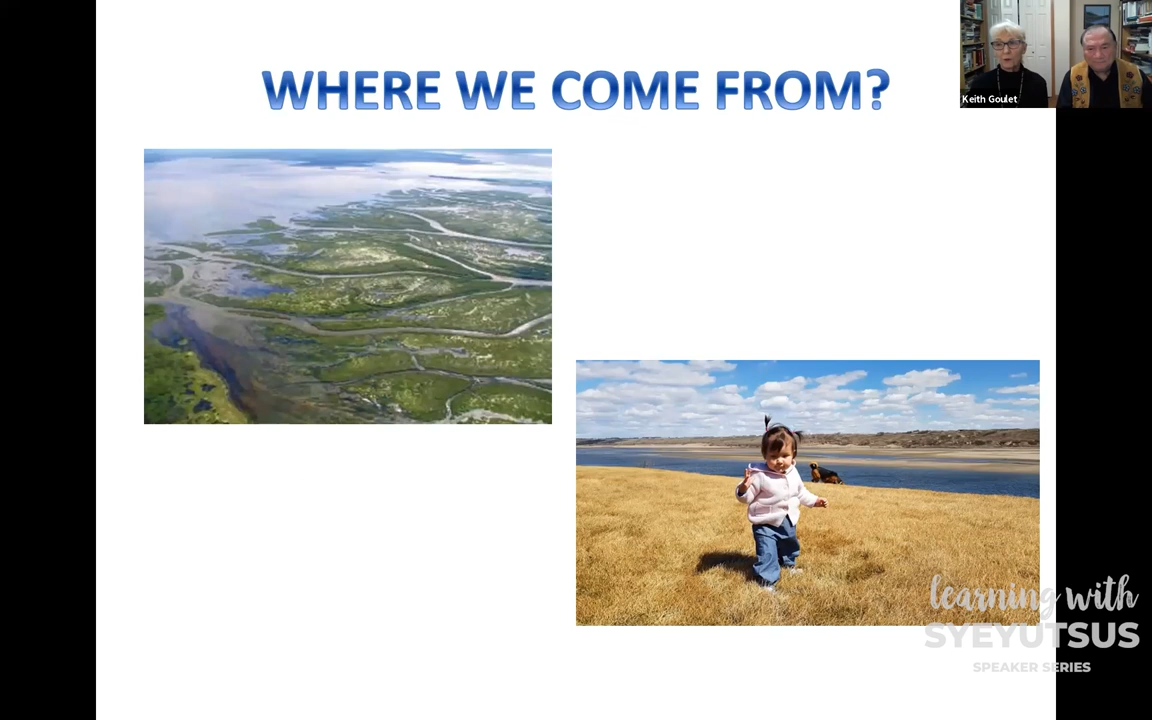 WHERE WE COME FROM?
Keith Goulet
learning with
SYEYUTSUS
SPEAKER SERIES